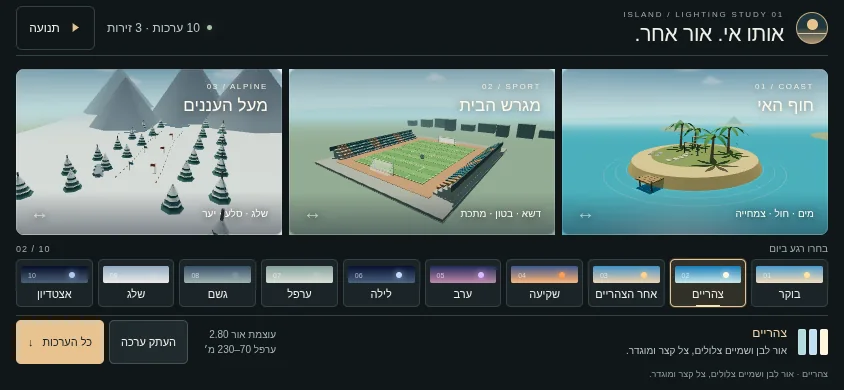 ISLAND / LIGHTING STUDY 01
אותו אי. אור אחר.
10 ערכות · 3 זירות
תנועה
01 / COAST
חוף האי
מים · חול · צמחייה
02 / SPORT
מגרש הבית
דשא · בטון · מתכת
03 / ALPINE
מעל העננים
שלג · סלע · יער
בחרו רגע ביום
02 / 10
01
בוקר
02
צהריים
03
אחר הצהריים
04
שקיעה
05
ערב
06
לילה
07
ערפל
08
גשם
09
שלג
10
אצטדיון
צהריים
אור לבן ושמיים צלולים, צל קצר ומוגדר.
עוצמת אור 2.80
ערפל 70–230 מ׳
העתק ערכה
כל הערכות ↓
צהריים · אור לבן ושמיים צלולים, צל קצר ומוגדר.